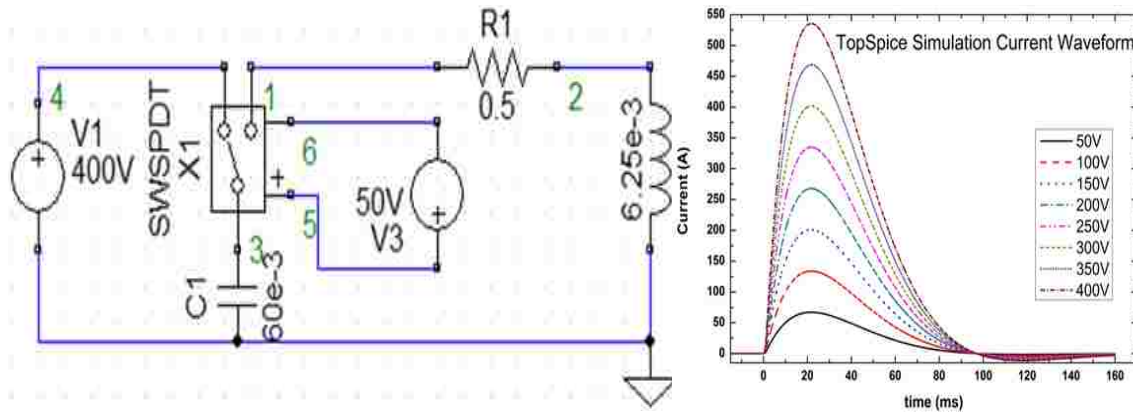 R1
0.5
4
1
2
V1
400V
SWSPDT
X1
6
+
5
50V
V3
6.25e-3
3
C1
60e-3
TopSpice Simulation Current Waveform
Current (A)
550
500
450
400
350
300
250
200
150
100
50
0
50V
100V
150V
200V
250V
300V
350V
400V
0 20 40 60 80 100 120 140 160
time (ms)